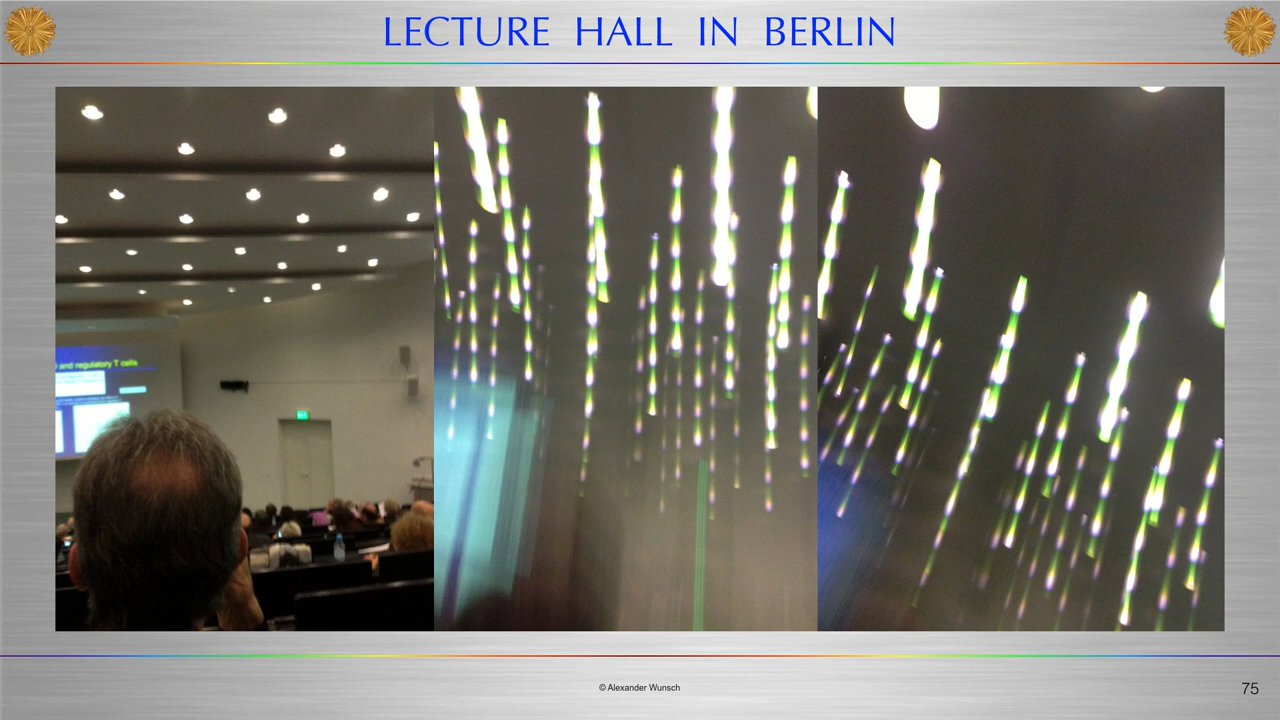 LECTURE HALL IN BERLIN
and regulatory T cells
© Alexander Wunsch
75